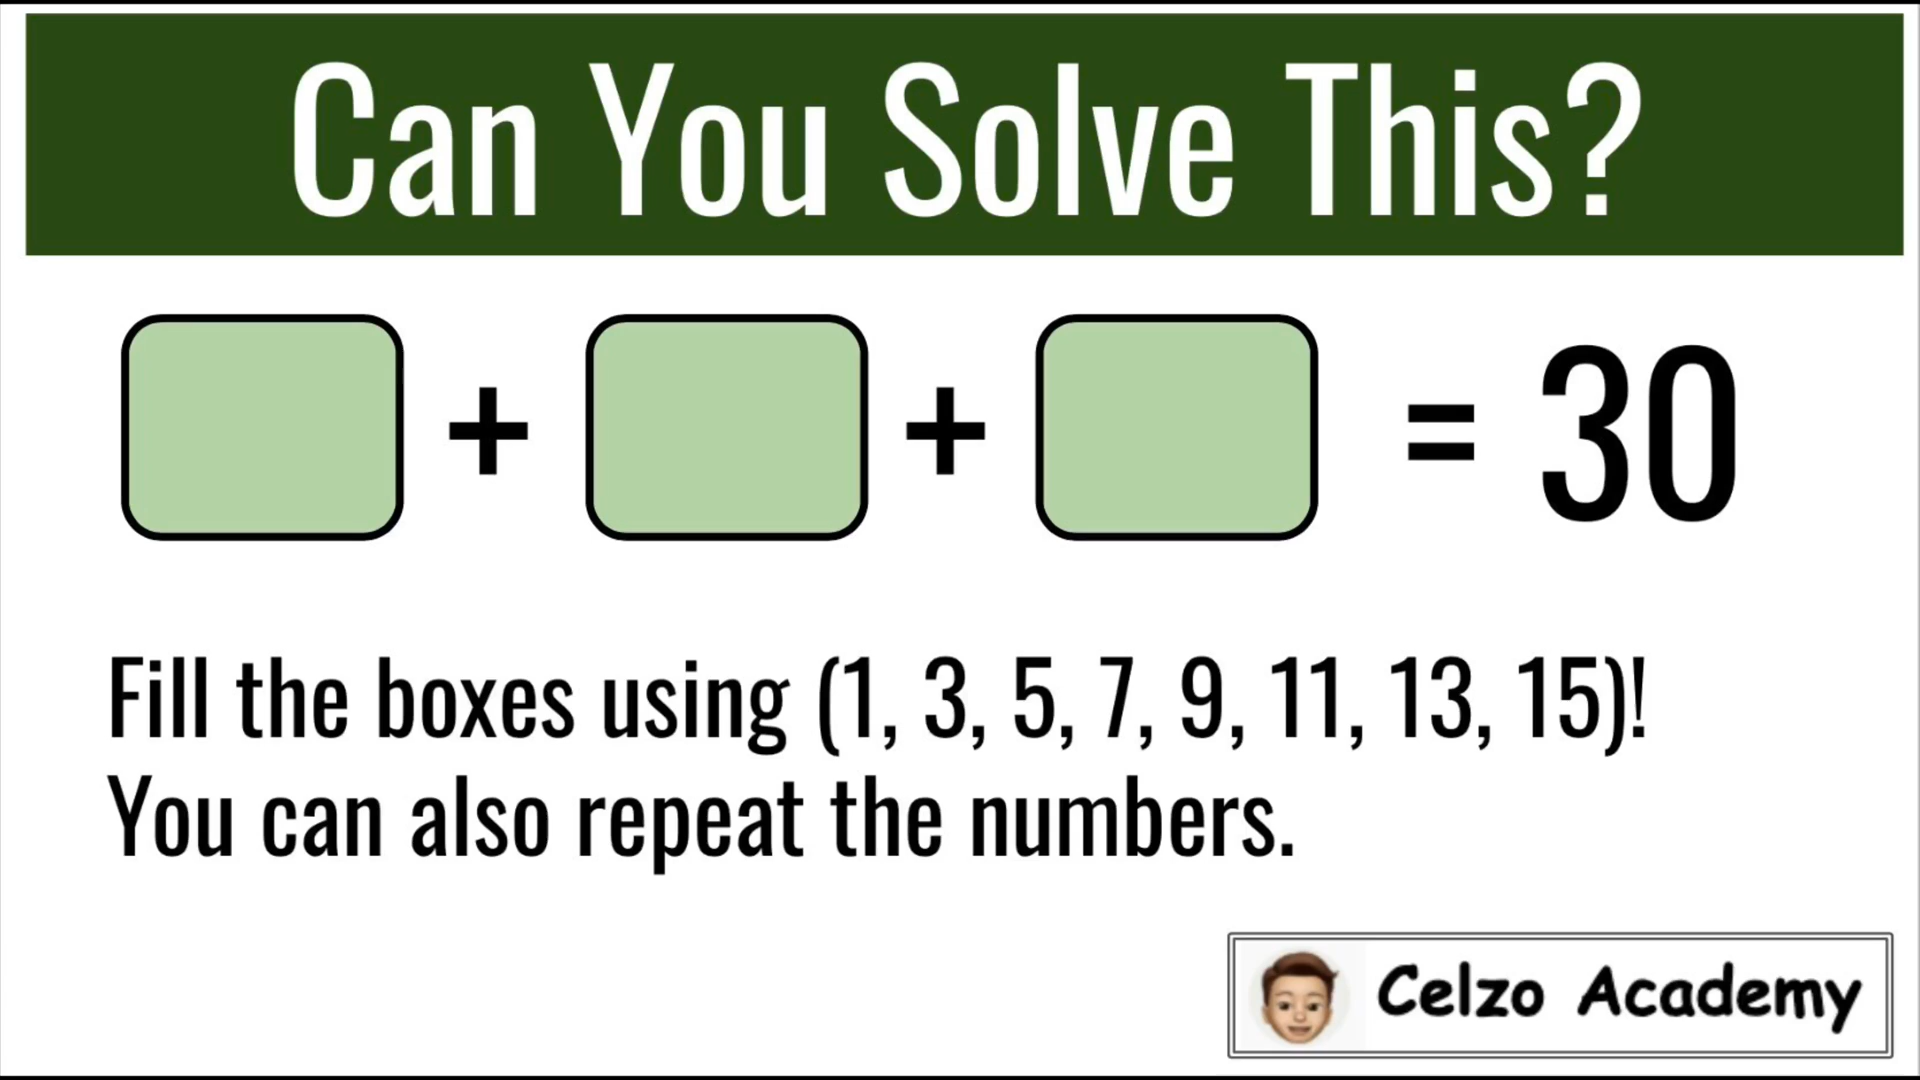 Can You Solve This?
+ + = 30
Fill the boxes using (1, 3, 5, 7, 9, 11, 13, 15)!
You can also repeat the numbers.
Celzo Academy